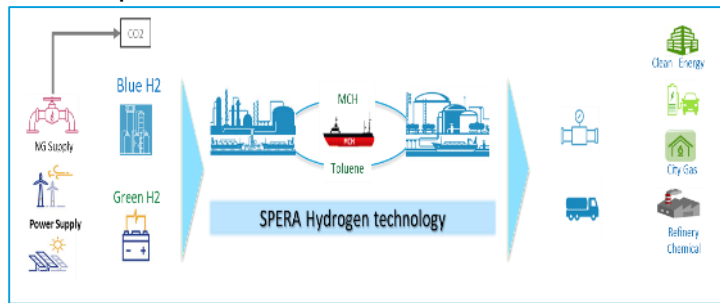 CO2
Blue H2
NG Supply
Green H2
Power Supply
MCH
MCH
Toluene
SPERA Hydrogen technology
Clean Energy
City Gas
Refinery
Chemical